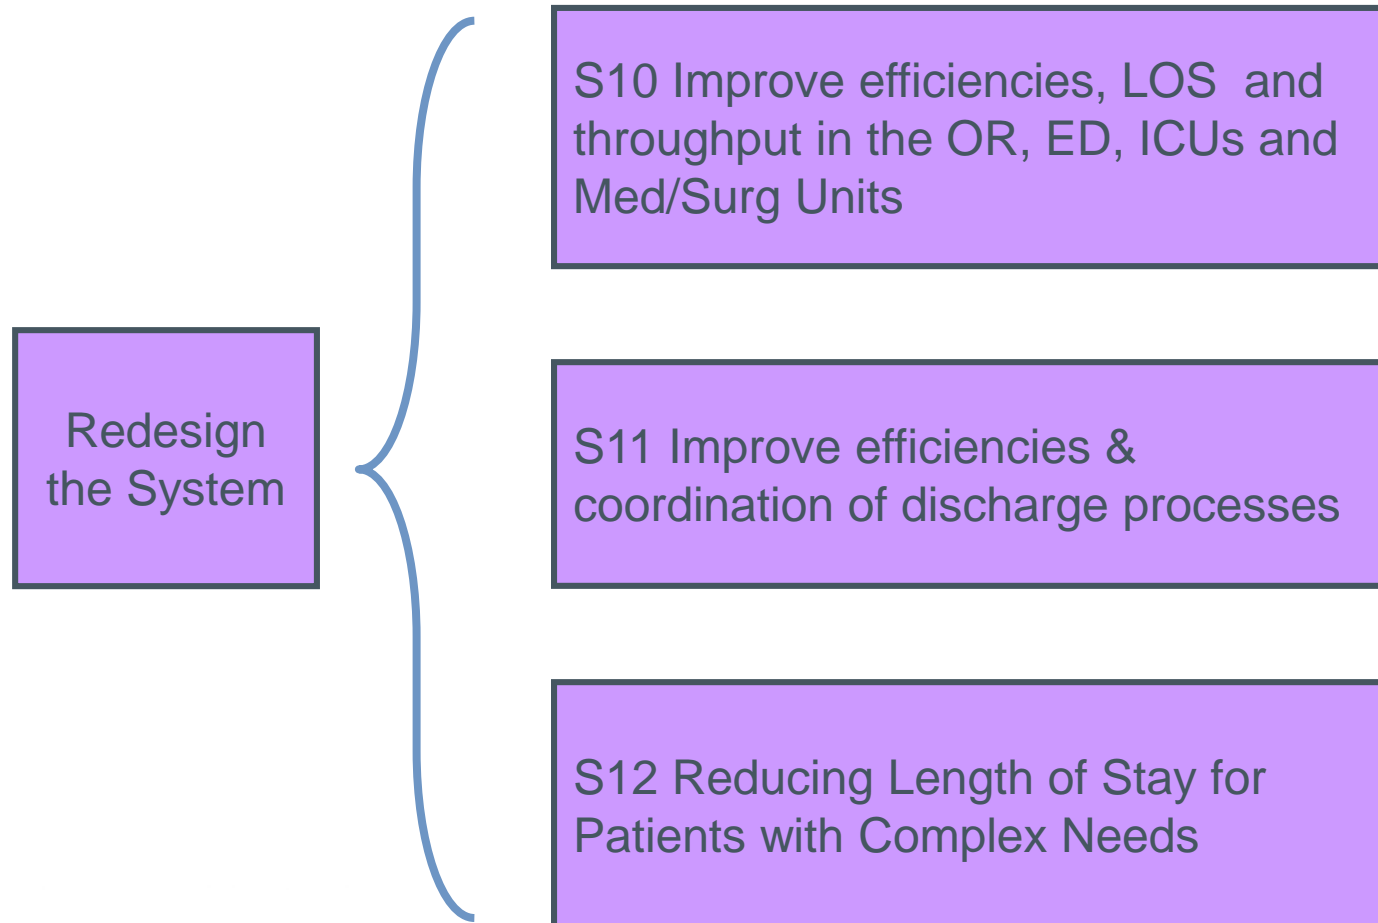 S10 Improve efficiencies, LOS  and
throughput in the OR, ED, ICUs and
Med/Surg Units
Redesign
the System
S11 Improve efficiencies &
coordination of discharge processes
S12 Reducing Length of Stay for
Patients with Complex Needs